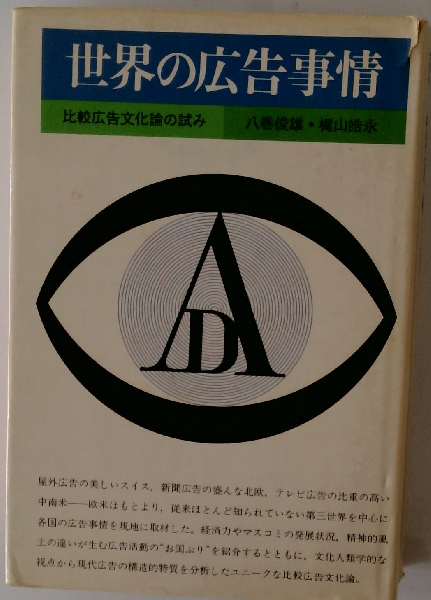 世界の広告事情
比較広告文化論の試み 八巻俊雄・梶山皓永
AD
屋外広告の美しいスイス、新聞広告の盛んな北欧、テレビ広告の比重の高い
中南米——欧米はもとより、従来ほとんど知られていない第三世界を中心に
各国の広告事情を現地に取材した。経済力やマスコミの発展状況、精神的風
土の違いが生む広告活動の“お国ぶり”を紹介するとともに、文化人類学的な
視点から現代広告の構造的特質を分析したユニークな比較広告文化論。